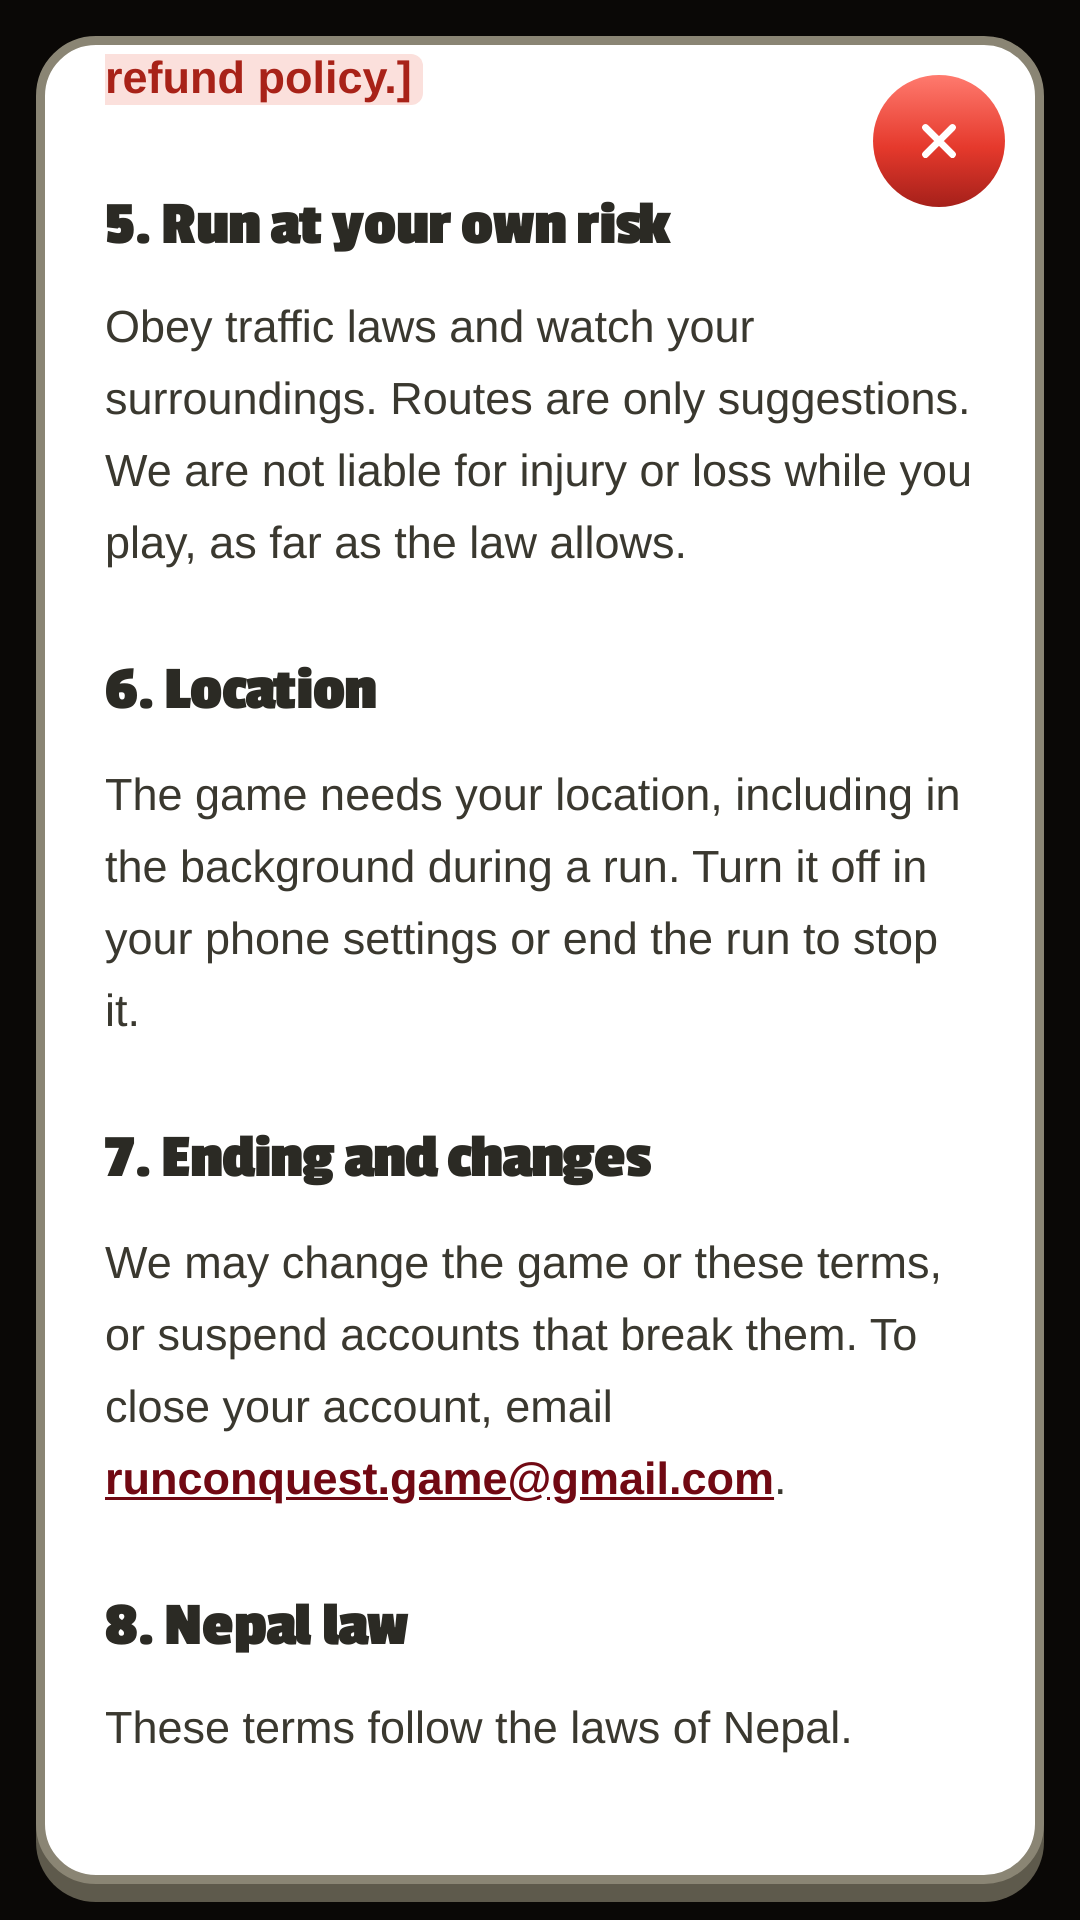 refund policy.]
5. Run at your own risk
Obey traffic laws and watch your
surroundings. Routes are only suggestions.
We are not liable for injury or loss while you
play, as far as the law allows.
6. Location
The game needs your location, including in
the background during a run. Turn it off in
your phone settings or end the run to stop
it.
7. Ending and changes
We may change the game or these terms,
or suspend accounts that break them. To
close your account, email
runconquest.game@gmail.com.
8. Nepal law
These terms follow the laws of Nepal.